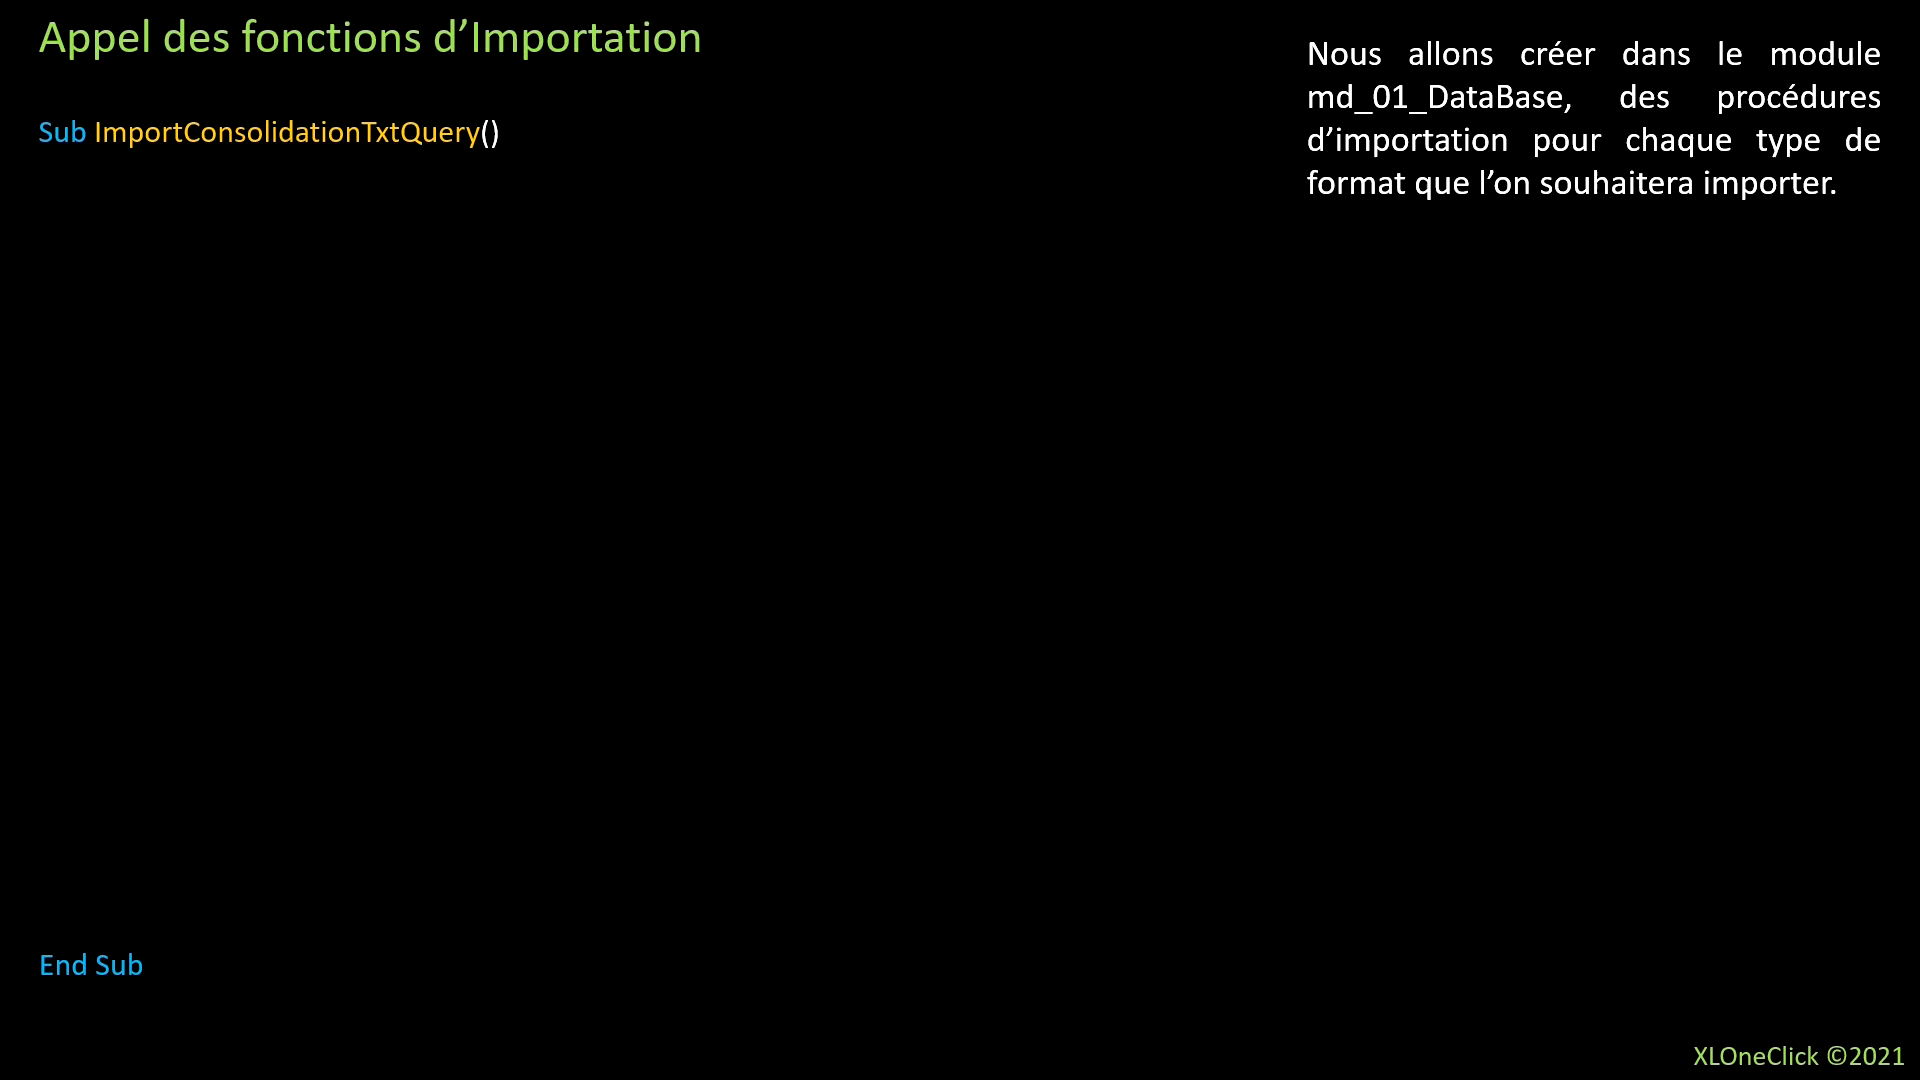 Appel des fonctions d’Importation
Sub ImportConsolidationTxtQuery()
End Sub
Nous allons créer dans le module
md_01_DataBase, des procédures
d’importation pour chaque type de
format que l’on souhaitera importer.
XLOneClick ©2021